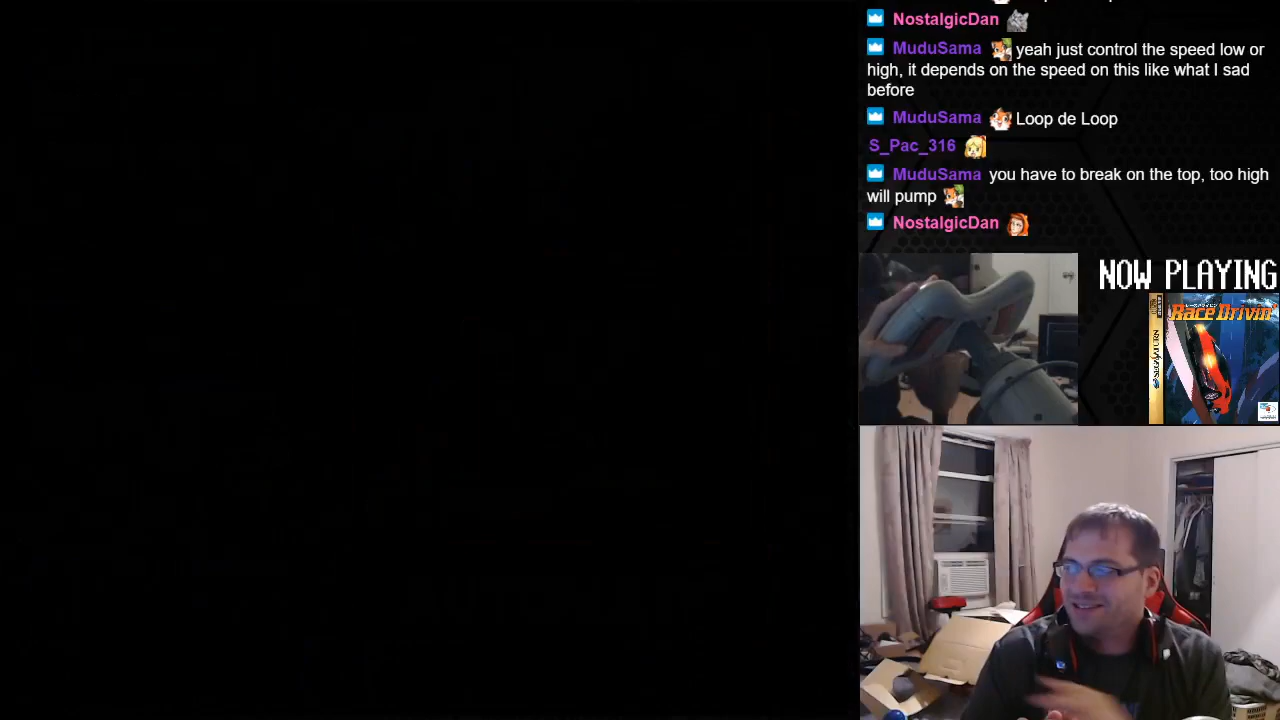 NostalgicDan
MuduSama yeah just control the speed low or
high, it depends on the speed on this like what I sad
before
MuduSama Loop de Loop
S_Pac_316
MuduSama you have to break on the top, too high
will pump
NostalgicDan
NOW PLAYING
Race Drivin'
SEGA SATURN